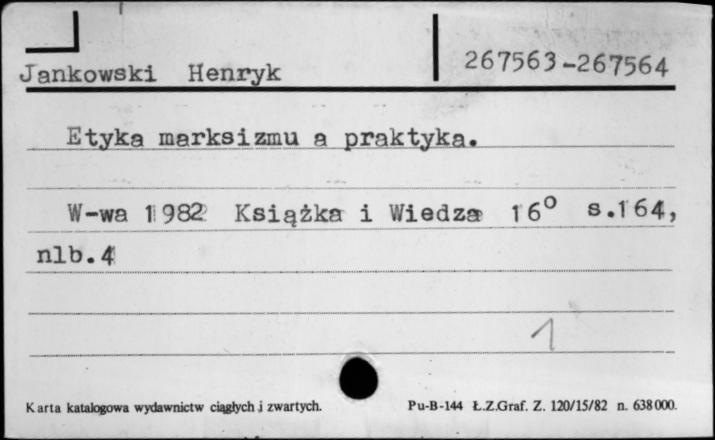 Jankowski Henryk 267563-267564
Etyka marksizmu a praktyka.
W-wa 1982 Książka i Wiedza 16° s.164,
nlb.4
1
Karta katalogowa wydawnictw ciągłych i zwartych. Pu-B-144 Ł.Z.Graf. Z. 120/15/82 n. 638000.